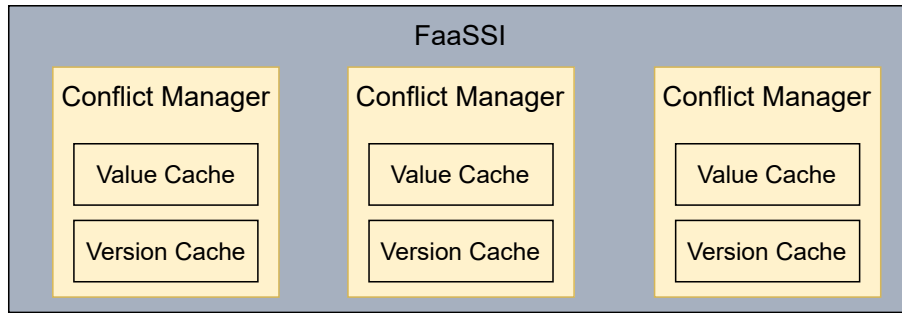 FaaSSI
Conflict Manager
Value Cache
Version Cache
Conflict Manager
Value Cache
Version Cache
Conflict Manager
Value Cache
Version Cache